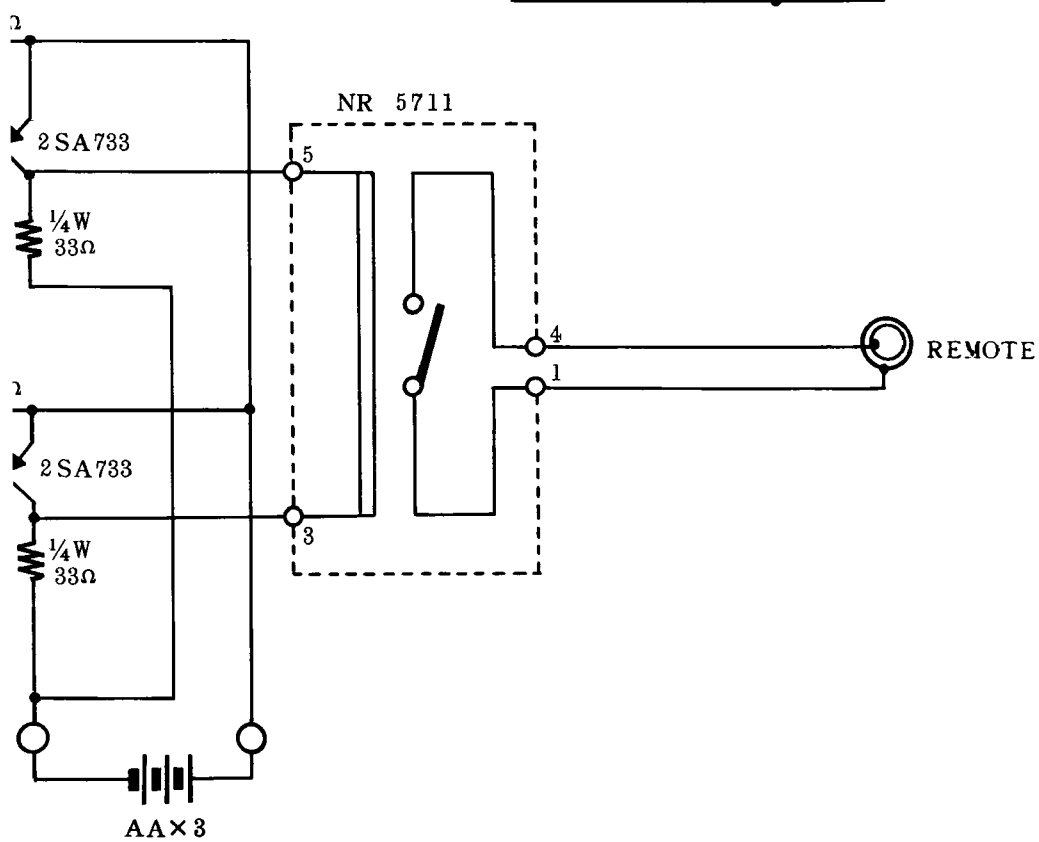 Ω
NR 5711
2SA733
5
¼W
33Ω
4
REMOTE
1
Ω
2SA733
3
¼W
33Ω
AA×3